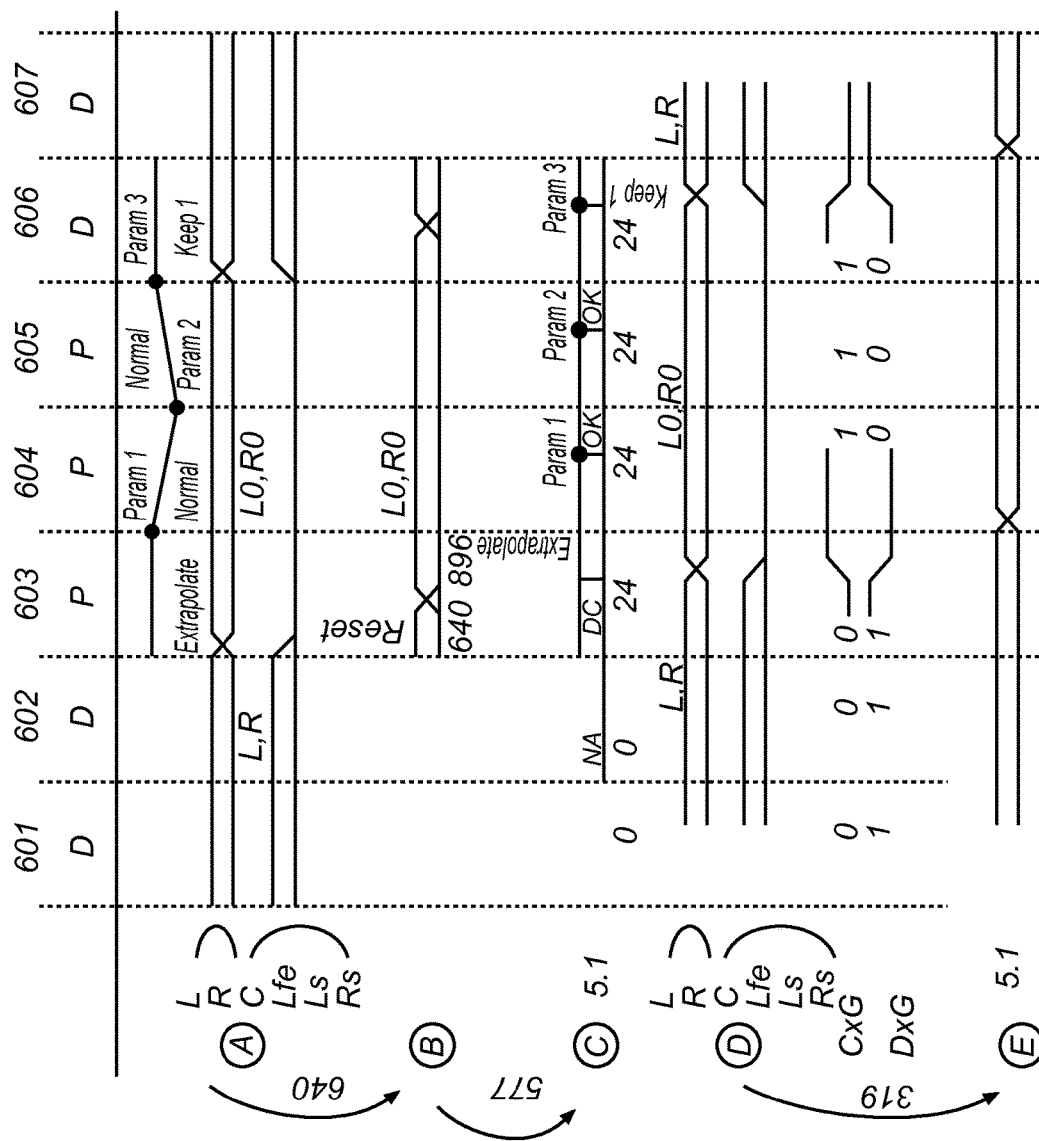 601 602 603 604 605 606 607
D D P P P D D
Param 1 Normal Param 3
Extrapolate Normal Param 2 Keep 1
L
R
C
Lfe
Ls
Rs
A
L,R L0,R0
640
B
Reset L0,R0
640 896
577
C 5.1
NA DC Extrapolate Param 1 OK Param 2 OK Param 3 Keep 1
0 0 24 24 24 24
L
R
C
Lfe
Ls
Rs
D
L,R L0,R0 L,R
CxG 0 0 0 1 1 1
DxG 1 1 1 0 0 0
319
E 5.1